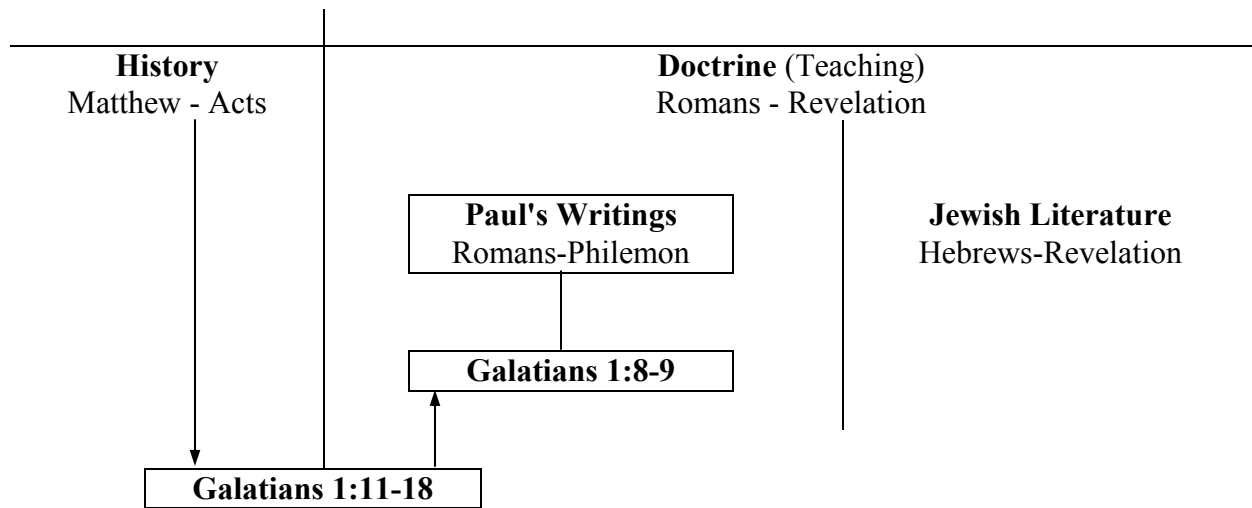 History
Matthew - Acts
Doctrine (Teaching)
Romans - Revelation
Paul's Writings
Romans-Philemon
Jewish Literature
Hebrews-Revelation
Galatians 1:8-9
Galatians 1:11-18